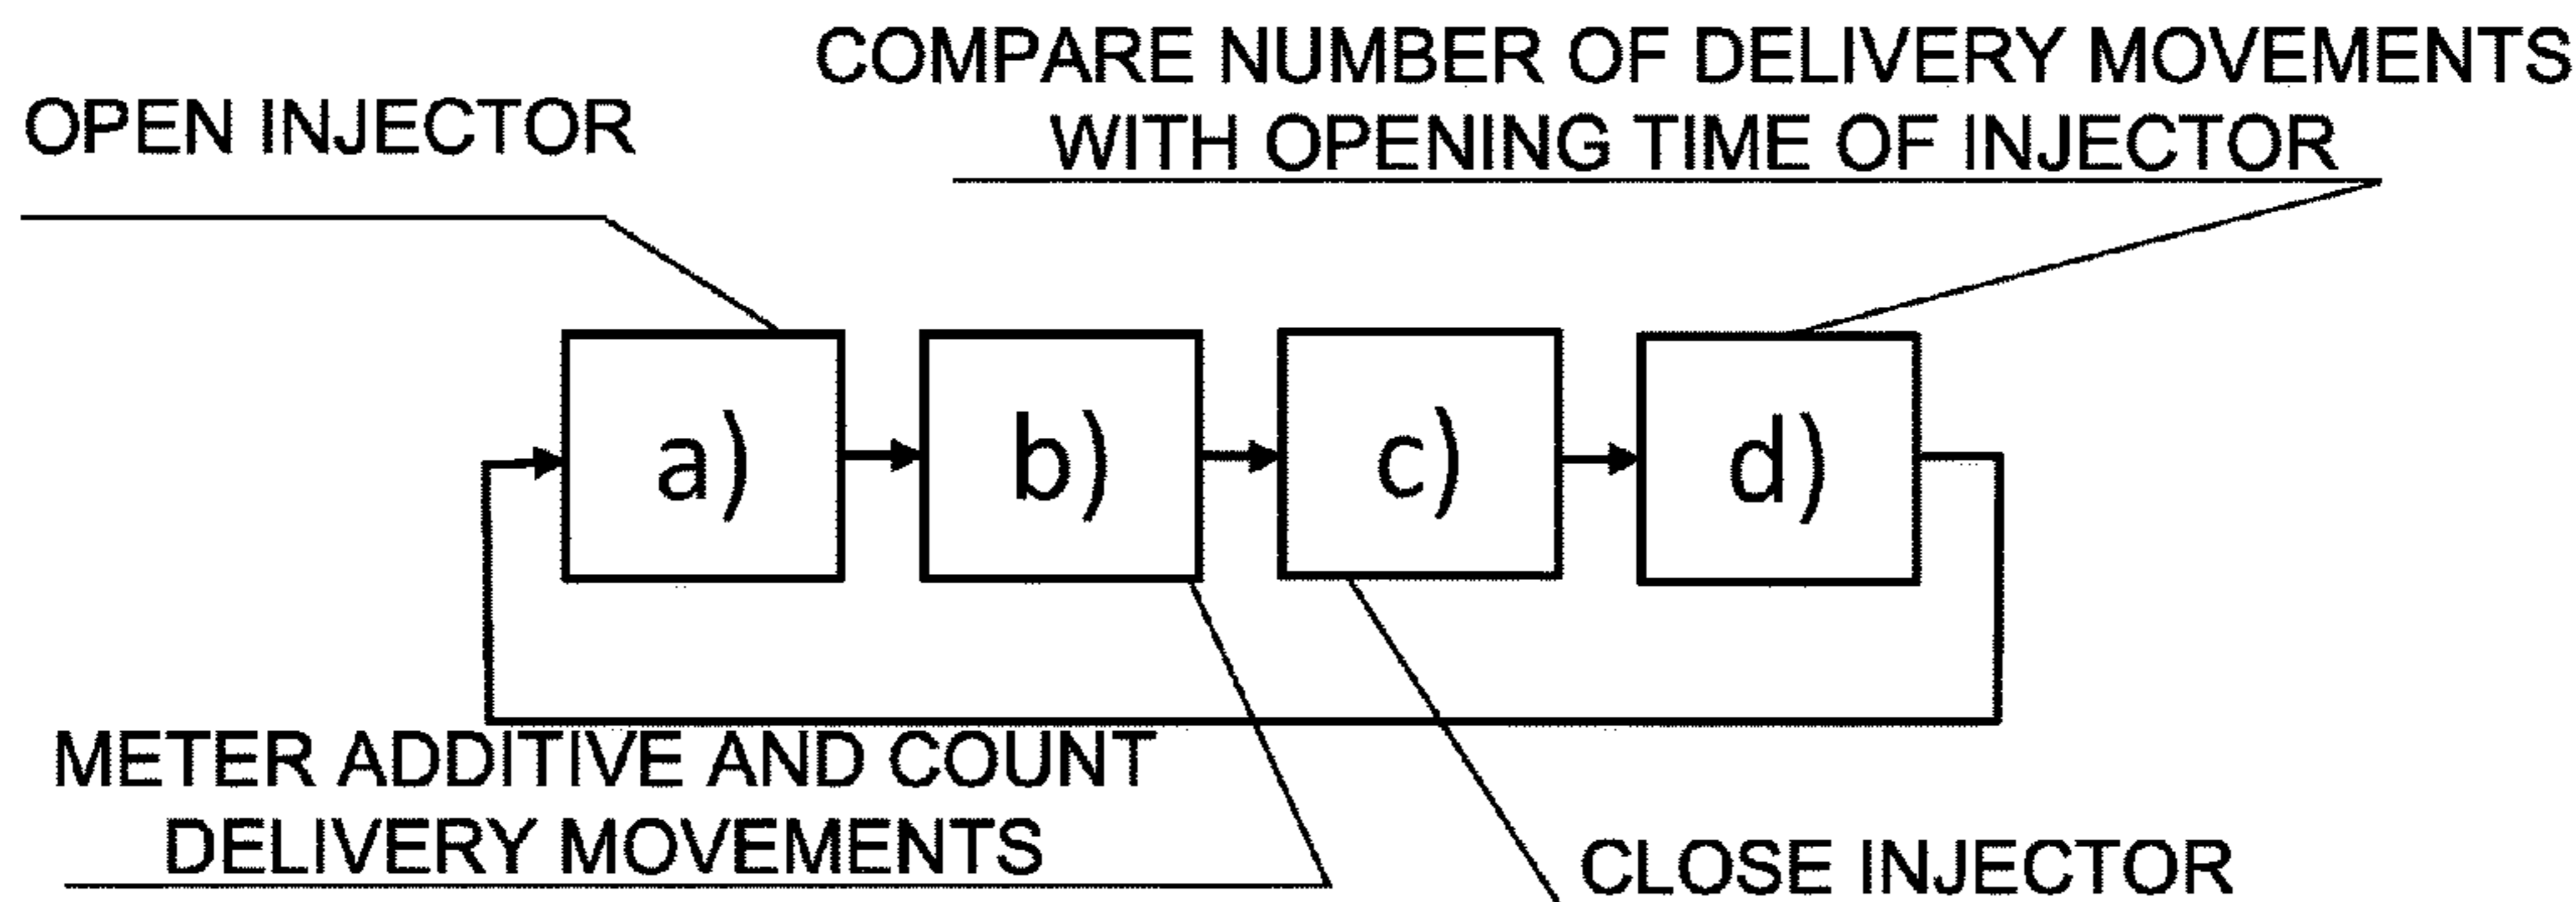 COMPARE NUMBER OF DELIVERY MOVEMENTS
WITH OPENING TIME OF INJECTOR
OPEN INJECTOR
a)
b)
c)
d)
METER ADDITIVE AND COUNT
DELIVERY MOVEMENTS
CLOSE INJECTOR